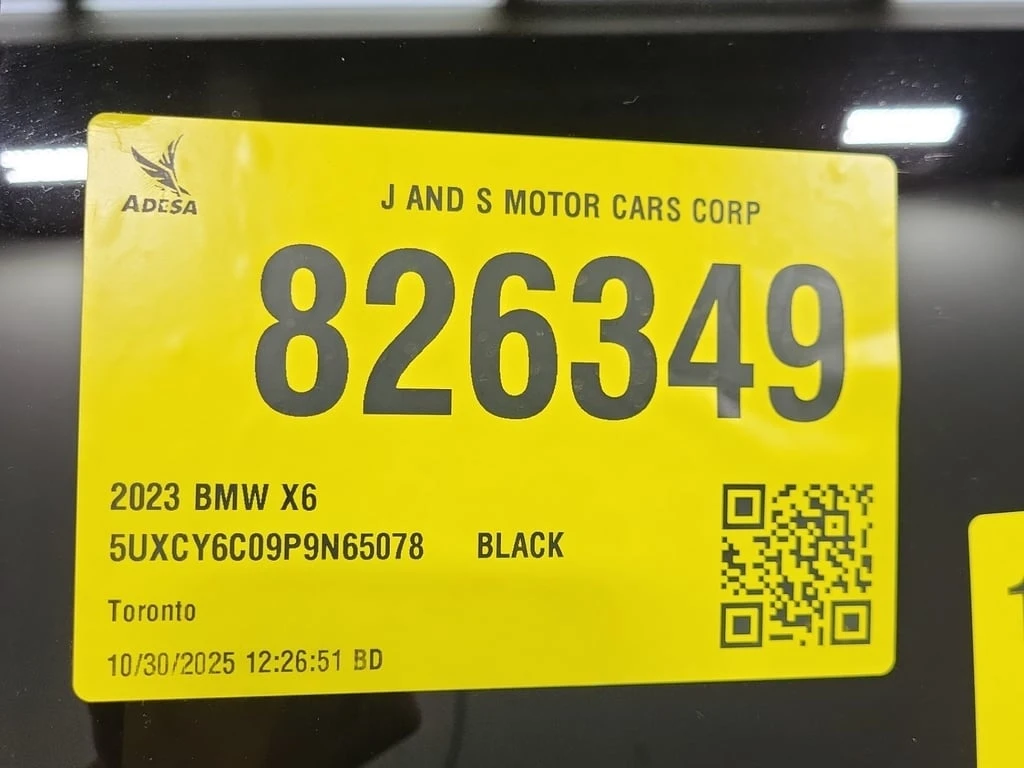 ADESA
J AND S MOTOR CARS CORP
826349
2023 BMW X6
5UXCY6C09P9N65078 BLACK
Toronto
10/30/2025 12:26:51 BD